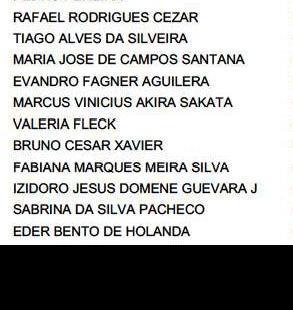 RAFAEL RODRIGUES CEZAR
TIAGO ALVES DA SILVEIRA
MARIA JOSE DE CAMPOS SANTANA
EVANDRO FAGNER AGUILERA
MARCUS VINICIUS AKIRA SAKATA
VALERIA FLECK
BRUNO CESAR XAVIER
FABIANA MARQUES MEIRA SILVA
IZIDORO JESUS DOMENE GUEVARA J
SABRINA DA SILVA PACHECO
EDER BENTO DE HOLANDA